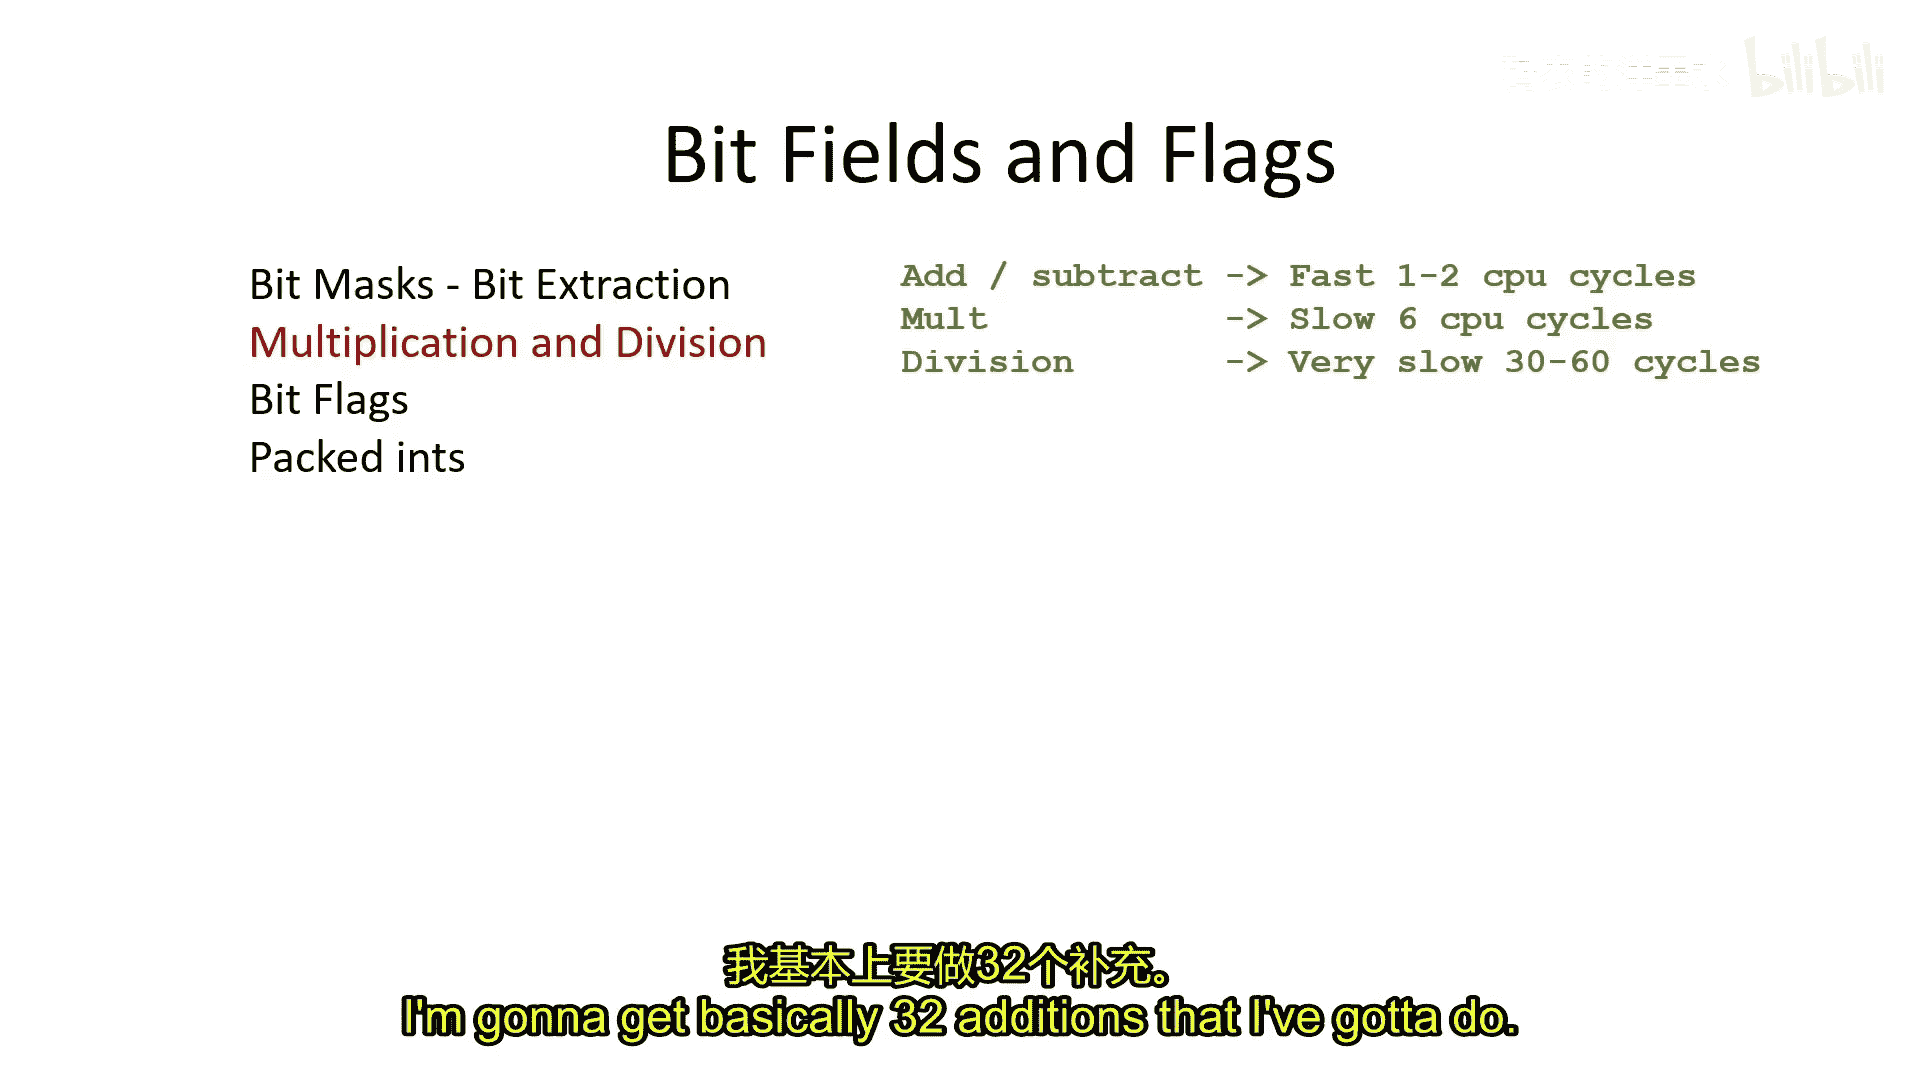 bilibili
Bit Fields and Flags
Bit Masks - Bit Extraction
Multiplication and Division
Bit Flags
Packed ints
Add / subtract -> Fast 1-2 cpu cycles
Mult -> Slow 6 cpu cycles
Division -> Very slow 30-60 cycles
我基本上要做32个补充。
I'm gonna get basically 32 additions that I've gotta do.